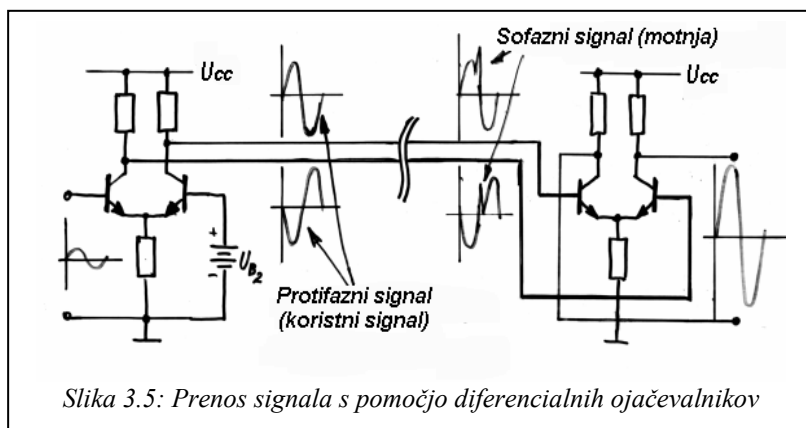 Sofazni signal (motnja)
Ucc
Ucc
+
-
UB2
Protifazni signal
(koristni signal)
Slika 3.5: Prenos signala s pomočjo diferencialnih ojačevalnikov